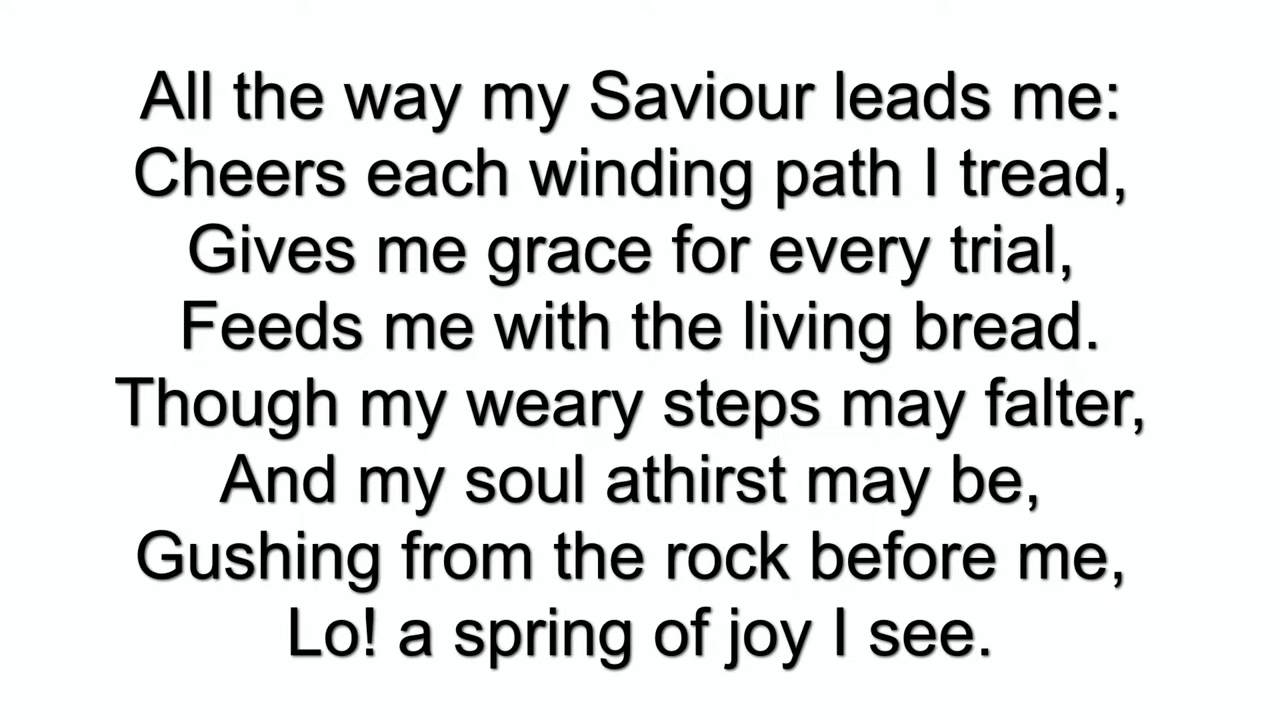 All the way my Saviour leads me:
Cheers each winding path I tread,
Gives me grace for every trial,
Feeds me with the living bread.
Though my weary steps may falter,
And my soul athirst may be,
Gushing from the rock before me,
Lo! a spring of joy I see.